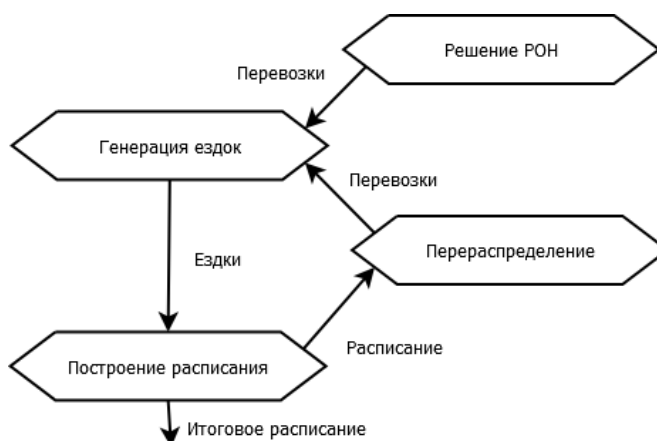 Решение РОН
Перевозки
Генерация ездок
Перевозки
Перераспределение
Ездки
Расписание
Построение расписания
Итоговое расписание